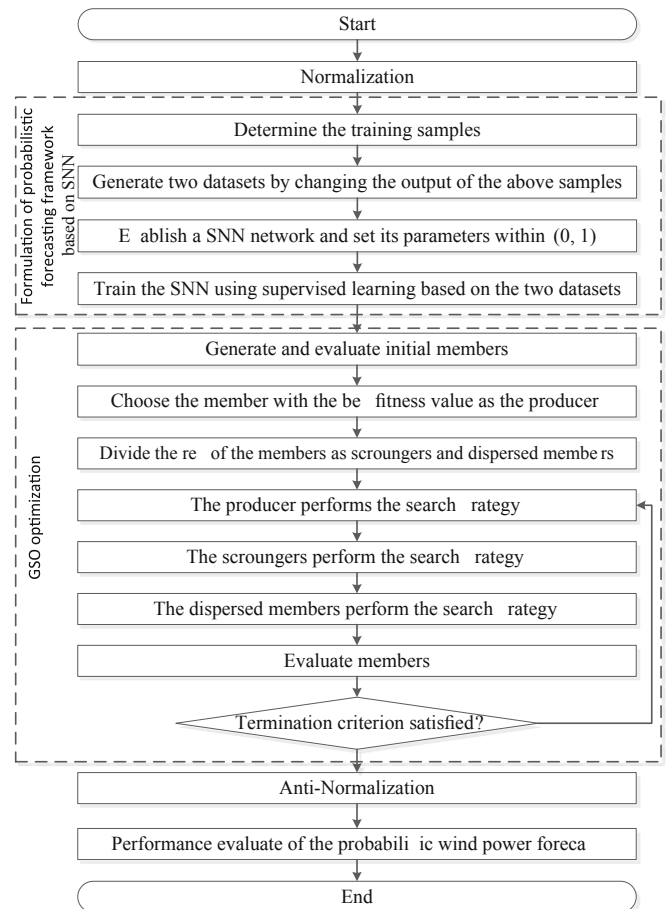 Start
Normalization
Formulation of probabilistic
forecasting framework
based on SNN
Determine the training samples
Generate two datasets by changing the output of the above samples
E ablish a SNN network and set its parameters within (0, 1)
Train the SNN using supervised learning based on the two datasets
GSO optimization
Generate and evaluate initial members
Choose the member with the be fitness value as the producer
Divide the re of the members as scroungers and dispersed members
The producer performs the search rategy
The scroungers perform the search rategy
The dispersed members perform the search rategy
Evaluate members
Termination criterion satisfied?
Anti-Normalization
Performance evaluate of the probabili ic wind power foreca
End